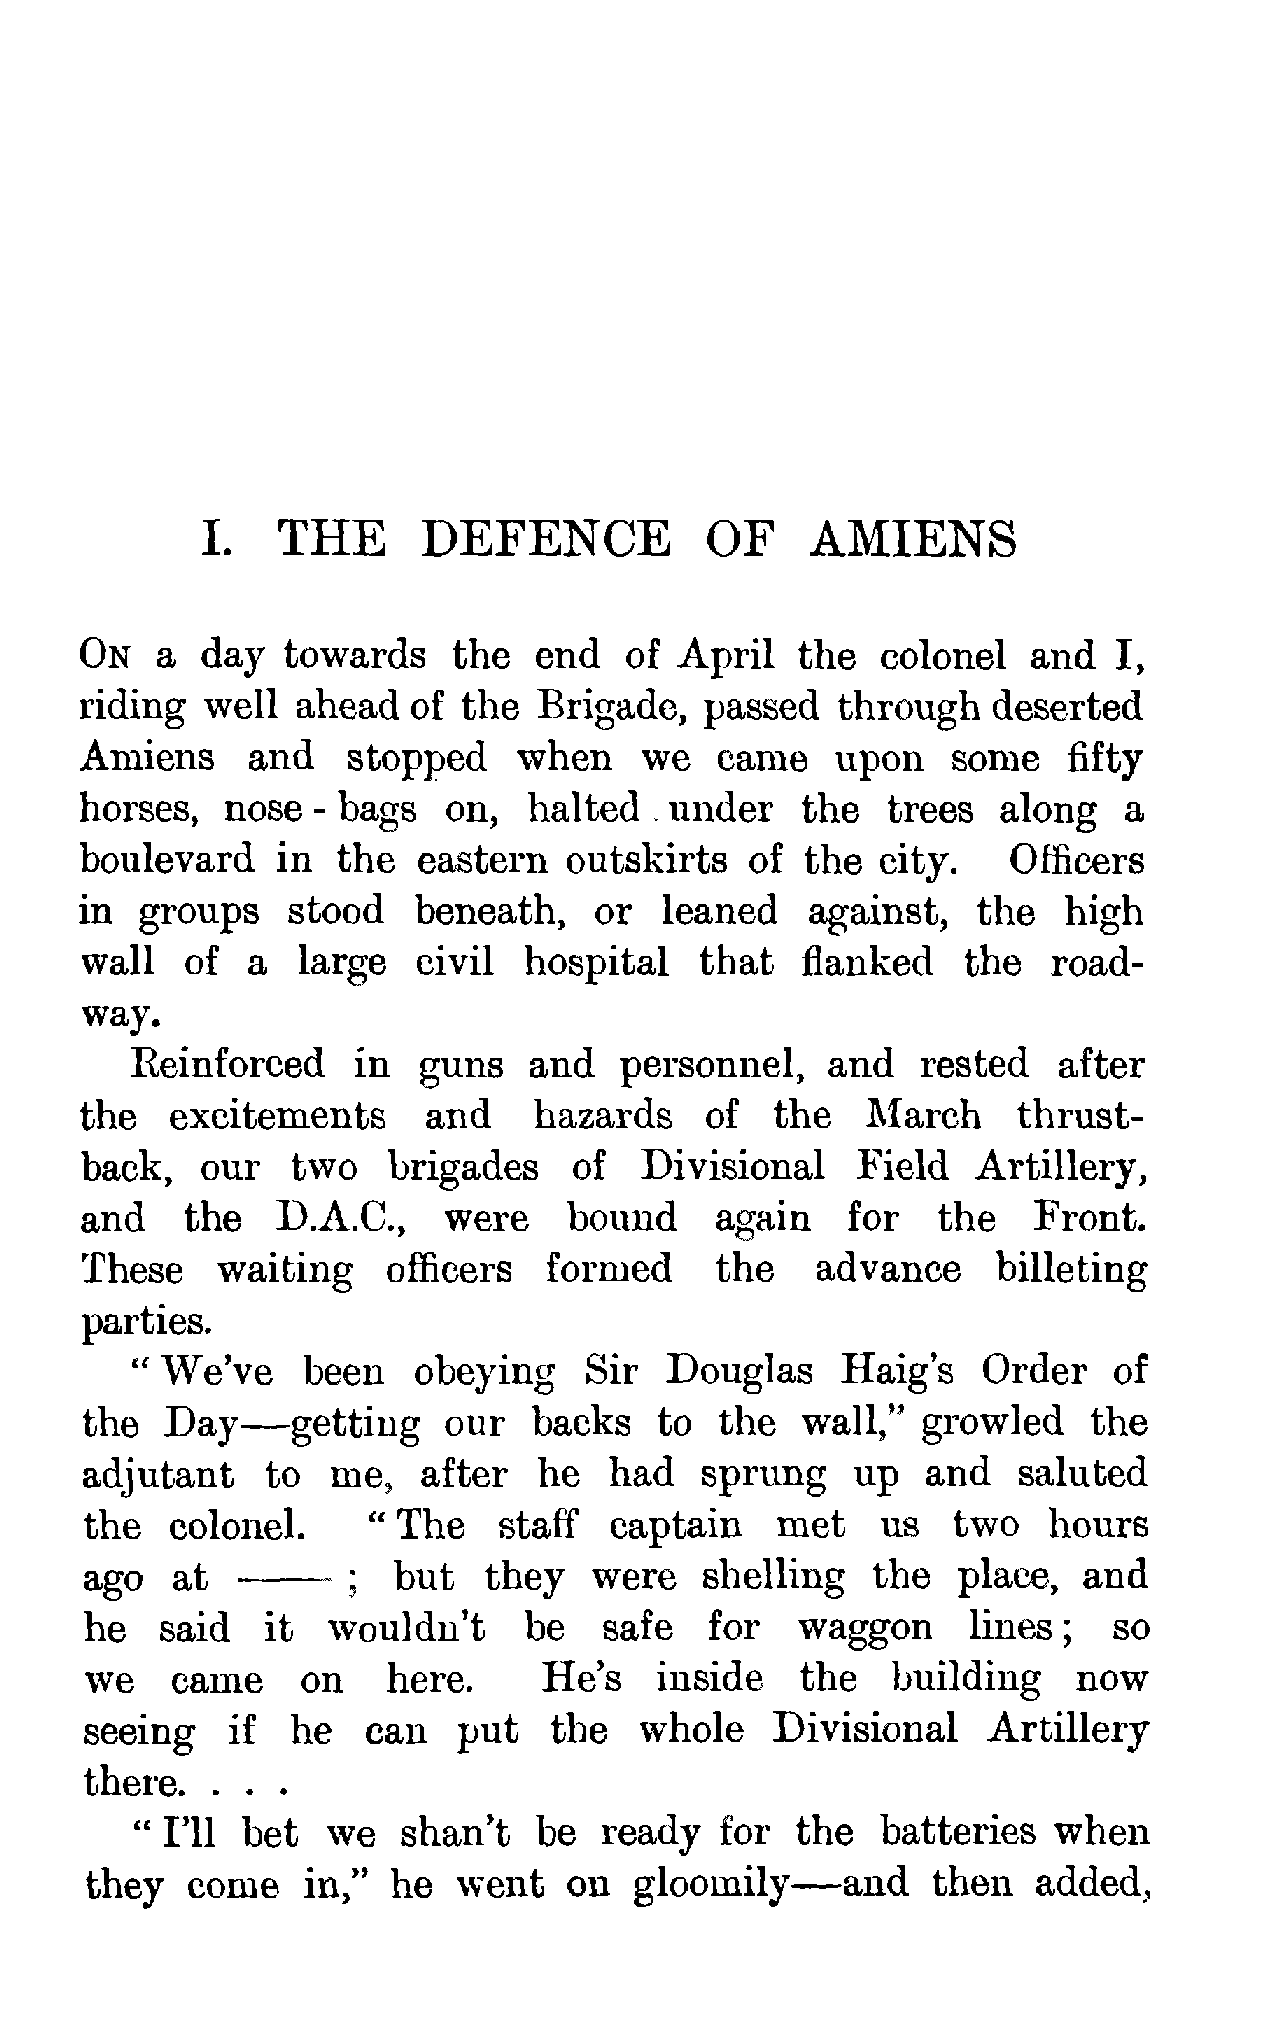 I. THE DEFENCE OF AMIENS
ON a day towards the end of April the colonel and I,
riding well ahead of the Brigade, passed through deserted
Amiens and stopped when we came upon some fifty
horses, nose-bags on, halted under the trees along a
boulevard in the eastern outskirts of the city. Officers
in groups stood beneath, or leaned against, the high
wall of a large civil hospital that flanked the road-
way.
Reinforced in guns and personnel, and rested after
the excitements and hazards of the March thrust-
back, our two brigades of Divisional Field Artillery,
and the D.A.C., were bound again for the Front.
These waiting officers formed the advance billeting
parties.
“We've been obeying Sir Douglas Haig's Order of
the Day—getting our backs to the wall,” growled the
adjutant to me, after he had sprung up and saluted
the colonel. “The staff captain met us two hours
ago at ——; but they were shelling the place, and
he said it wouldn't be safe for waggon lines; so
we came on here. He's inside the building now
seeing if he can put the whole Divisional Artillery
there. . . .
“I'll bet we shan't be ready for the batteries when
they come in,” he went on gloomily—and then added,